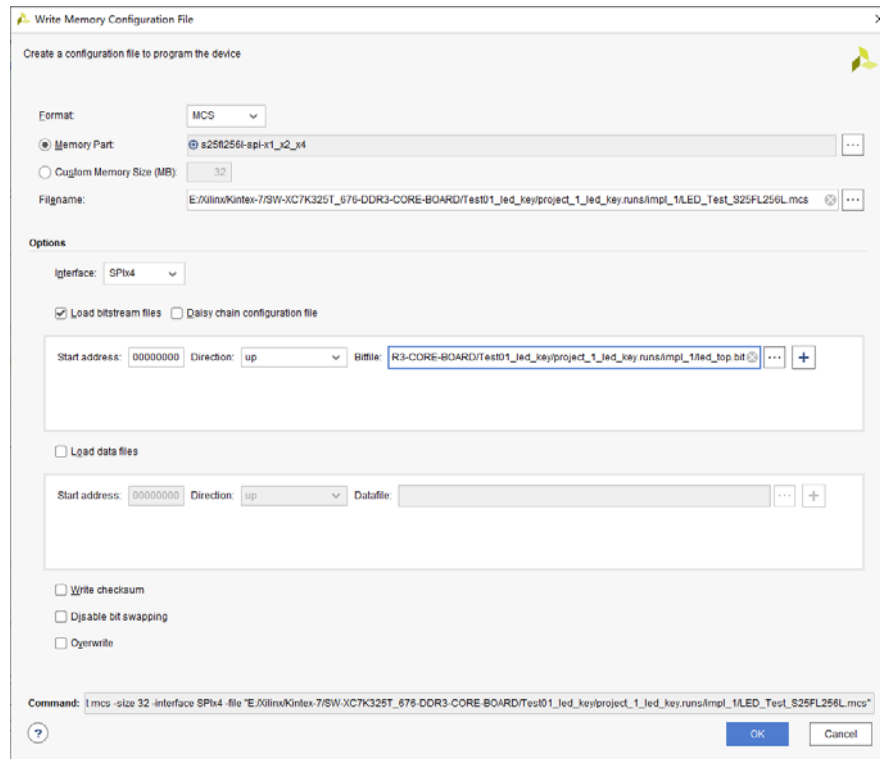 Write Memory Configuration File
Create a configuration file to program the device
Format: MCS
Memory Part: s25fl256l-spi-x1_x2_x4 ...
Custom Memory Size (MB): 32
Filename: E:/Xilinx/Kintex-7/SW-XC7K325T_676-DDR3-CORE-BOARD/Test01_led_key/project_1_led_key.runs/impl_1/LED_Test_S25FL256L.mcs ...
Options
Interface: SPIx4
Load bitstream files Daisy chain configuration file
Start address: 00000000 Direction: up Bitfile: R3-CORE-BOARD/Test01_led_key/project_1_led_key.runs/impl_1/led_top.bit ... +
Load data files
Start address: 00000000 Direction: up Datafile: ... +
Write checksum
Disable bit swapping
Overwrite
Command: t mcs -size 32 -interface SPIx4 -file "E:/Xilinx/Kintex-7/SW-XC7K325T_676-DDR3-CORE-BOARD/Test01_led_key/project_1_led_key.runs/impl_1/LED_Test_S25FL256L.mcs"
? OK Cancel